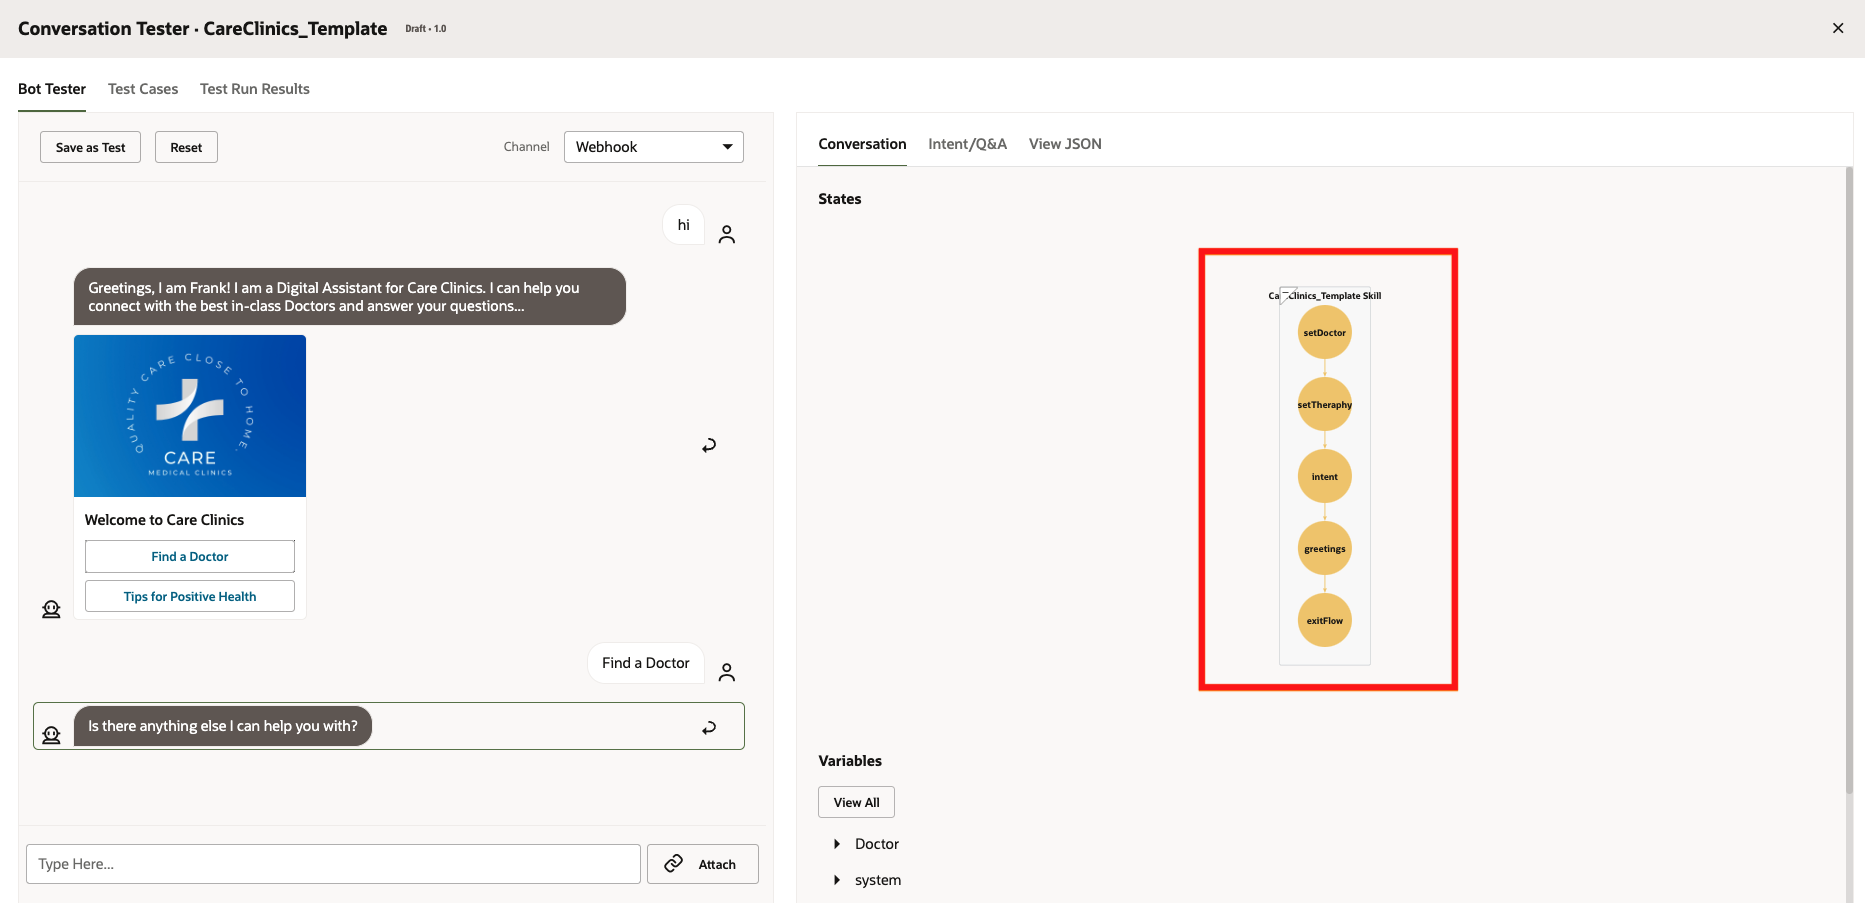 Conversation Tester · CareClinics_Template Draft • 1.0
Bot Tester Test Cases Test Run Results
Save as Test Reset Channel Webhook
hi
Greetings, I am Frank! I am a Digital Assistant for Care Clinics. I can help you
connect with the best in-class Doctors and answer your questions...
QUALITY CARE CLOSE TO HOME.
CARE
MEDICAL CLINICS
Welcome to Care Clinics
Find a Doctor
Tips for Positive Health
Find a Doctor
Is there anything else I can help you with?
Type Here... Attach
Conversation Intent/Q&A View JSON
States
Clinics_Template Skill
setDoctor
setTheraphy
intent
greetings
exitFlow
Variables
View All
Doctor
system